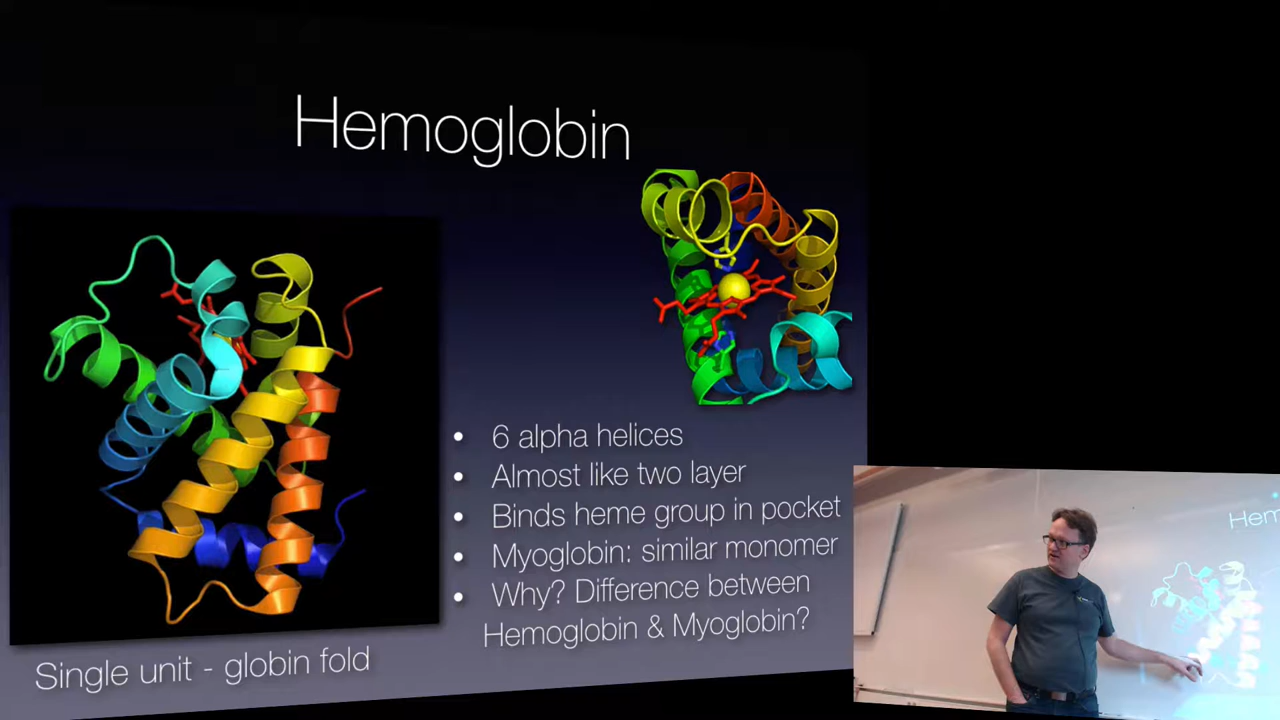 Hemoglobin
• 6 alpha helices
• Almost like two layer
• Binds heme group in pocket
• Myoglobin: similar monomer
• Why? Difference between
Hemoglobin & Myoglobin?
Single unit - globin fold
Hem